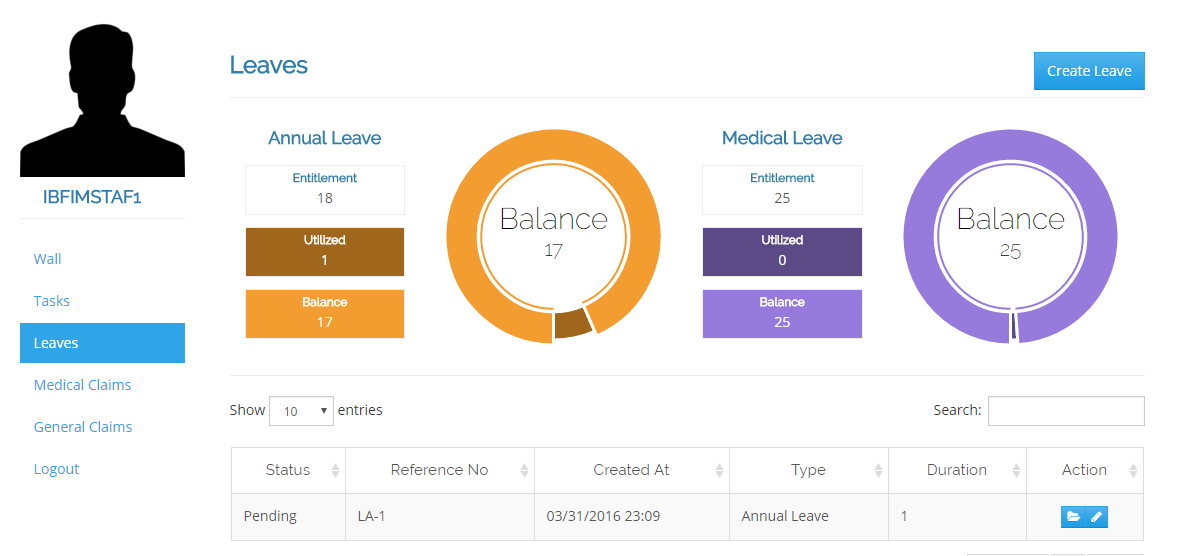 IBFIMSTAF1
Wall
Tasks
Leaves
Medical Claims
General Claims
Logout
Leaves
Create Leave
Annual Leave
Entitlement
18
Utilized
1
Balance
17
Balance
17
Medical Leave
Entitlement
25
Utilized
0
Balance
25
Balance
25
Show 10 entries
Search:
Status Reference No Created At Type Duration Action
Pending LA-1 03/31/2016 23:09 Annual Leave 1